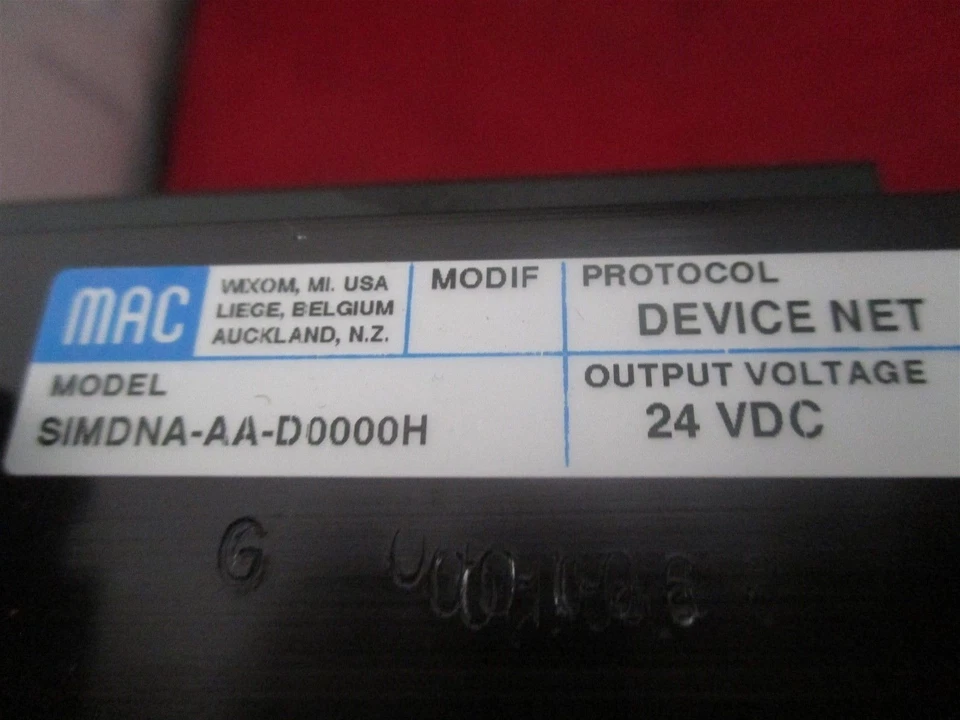 MAC
WIXOM, MI. USA
LIEGE, BELGIUM
AUCKLAND, N.Z.
MODIF
PROTOCOL
DEVICE NET
MODEL
SIMDNA-AA-D0000H
OUTPUT VOLTAGE
24 VDC
G